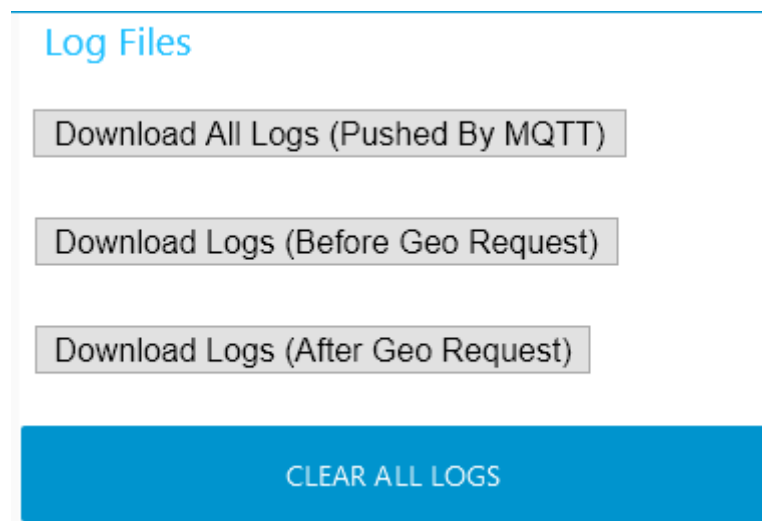 Log Files
Download All Logs (Pushed By MQTT)
Download Logs (Before Geo Request)
Download Logs (After Geo Request)
CLEAR ALL LOGS